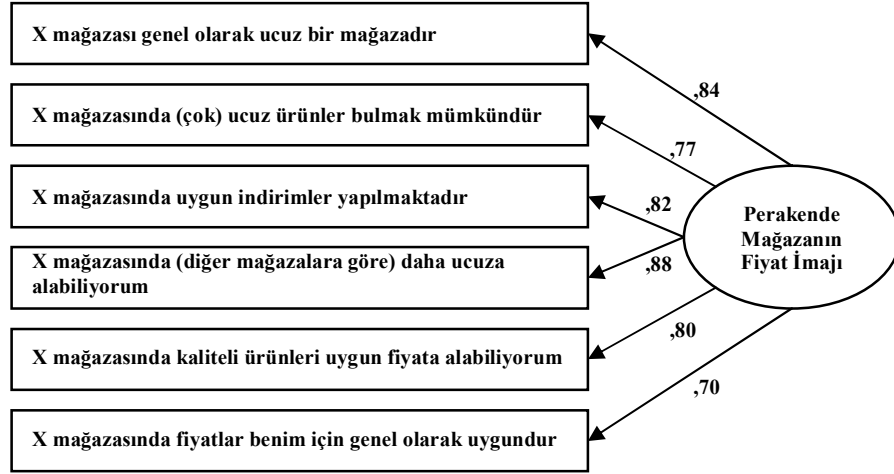 X mağazası genel olarak ucuz bir mağazadır
,84
X mağazasında (çok) ucuz ürünler bulmak mümkündür
,77
X mağazasında uygun indirimler yapılmaktadır
,82
Perakende
Mağazanın
Fiyat İmajı
X mağazasında (diğer mağazalara göre) daha ucuza
alabiliyorum
,88
X mağazasında kaliteli ürünleri uygun fiyata alabiliyorum
,80
X mağazasında fiyatlar benim için genel olarak uygundur
,70